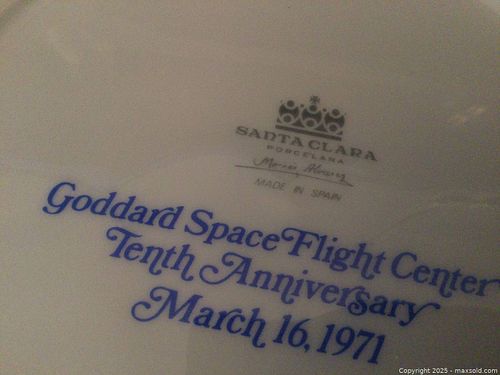 SANTA CLARA
PORCELANA
MADE IN SPAIN
Goddard Space Flight Center
Tenth Anniversary
March 16, 1971
Copyright 2025 - maxsold.com